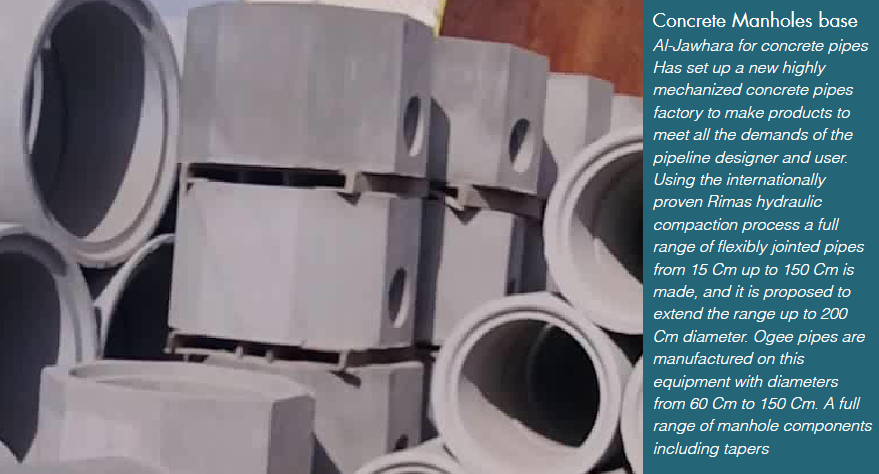 Concrete Manholes base
Al-Jawhara for concrete pipes
Has set up a new highly
mechanized concrete pipes
factory to make products to
meet all the demands of the
pipeline designer and user.
Using the internationally
proven Rimas hydraulic
compaction process a full
range of flexibly jointed pipes
from 15 Cm up to 150 Cm is
made, and it is proposed to
extend the range up to 200
Cm diameter. Ogee pipes are
manufactured on this
equipment with diameters
from 60 Cm to 150 Cm. A full
range of manhole components
including tapers